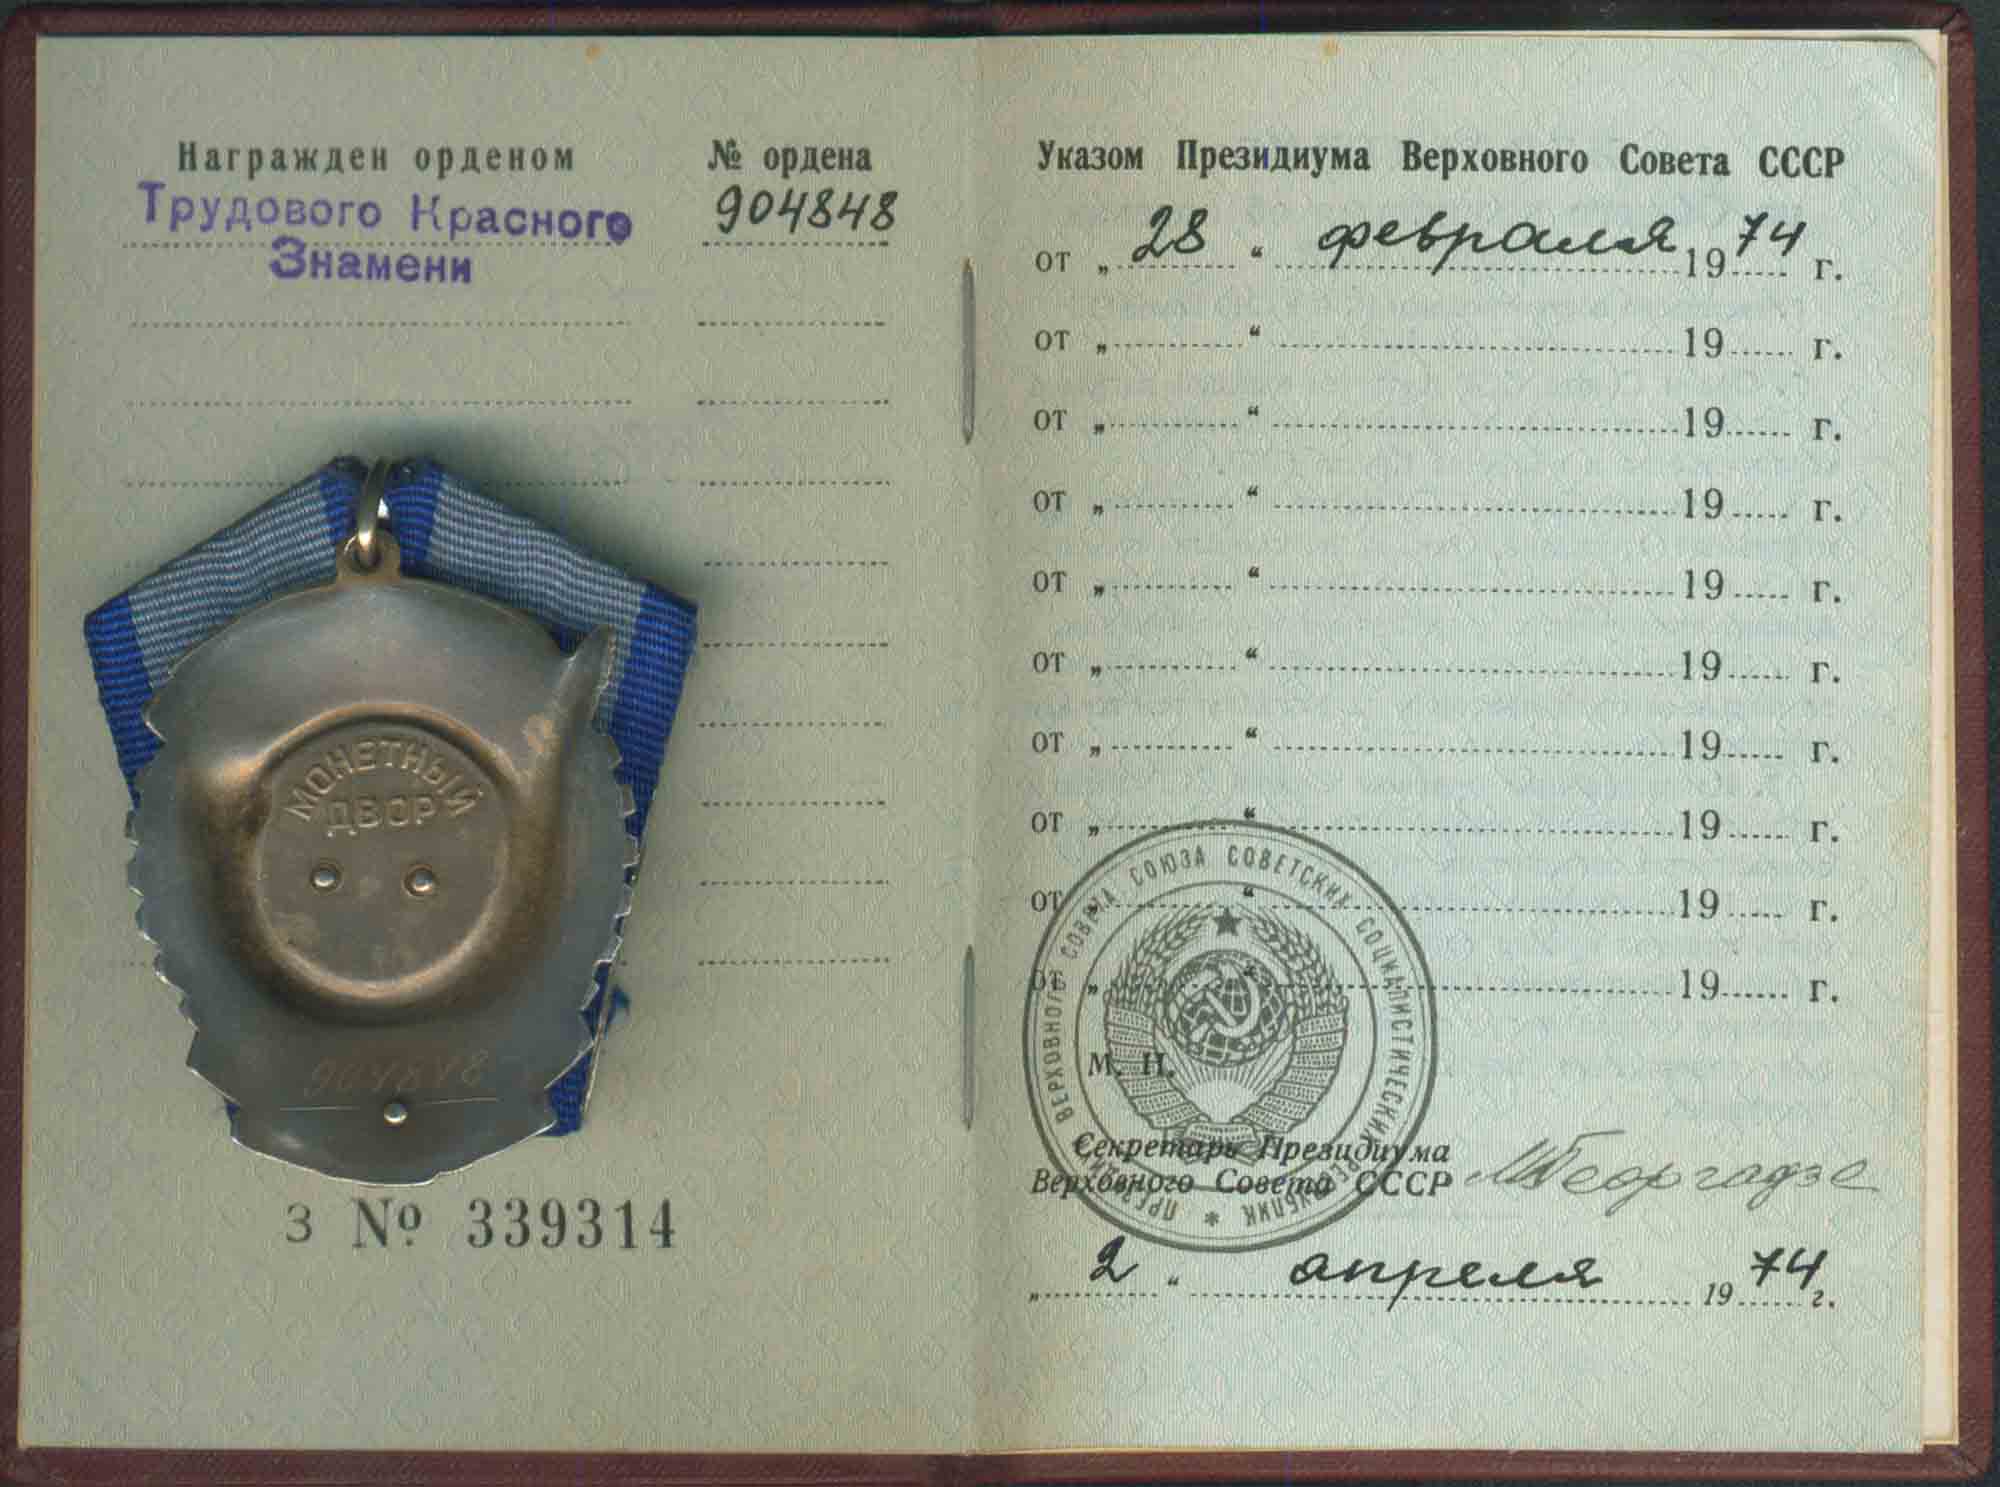 Награжден орденом
№ ордена
Трудового Красного
Знамени
904848
МОНЕТНЫЙ
ДВОР
904848
З № 339314
Указом Президиума Верховного Совета СССР
от „ 28 “ февраля 1974 г.
от „ “ 19 г.
от „ “ 19 г.
от „ “ 19 г.
от „ “ 19 г.
от „ “ 19 г.
от „ “ 19 г.
от „ “ 19 г.
от „ “ 19 г.
от „ “ 19 г.
ПРЕЗИДИУМ ВЕРХОВНОГО СОВЕТА СОЮЗА СОВЕТСКИХ СОЦИАЛИСТИЧЕСКИХ РЕСПУБЛИК *
М. П.
Секретарь Президиума
Верховного Совета СССР
МГеоргадзе
„ 2 “ апреля 1974 г.